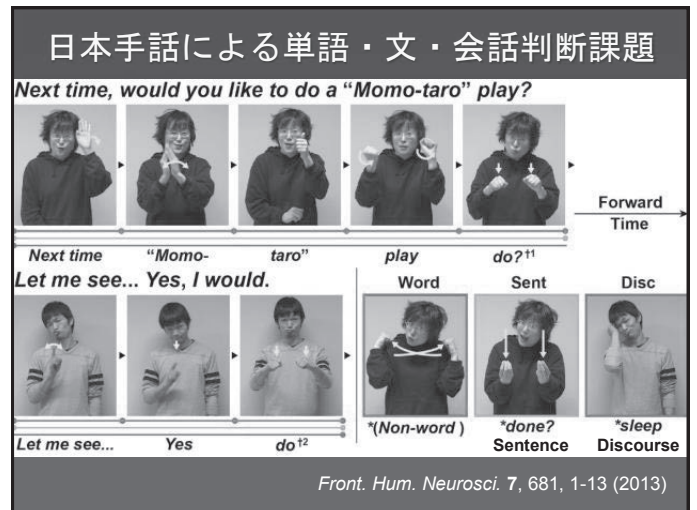 日本手話による単語・文・会話判断課題
Next time, would you like to do a “Momo-taro” play?
Next time “Momo- taro” play do?†1
Forward
Time
Let me see... Yes, I would.
Let me see... Yes do†2
Word Sent Disc
*(Non-word ) *done? *sleep
Sentence Discourse
Front. Hum. Neurosci. 7, 681, 1-13 (2013)